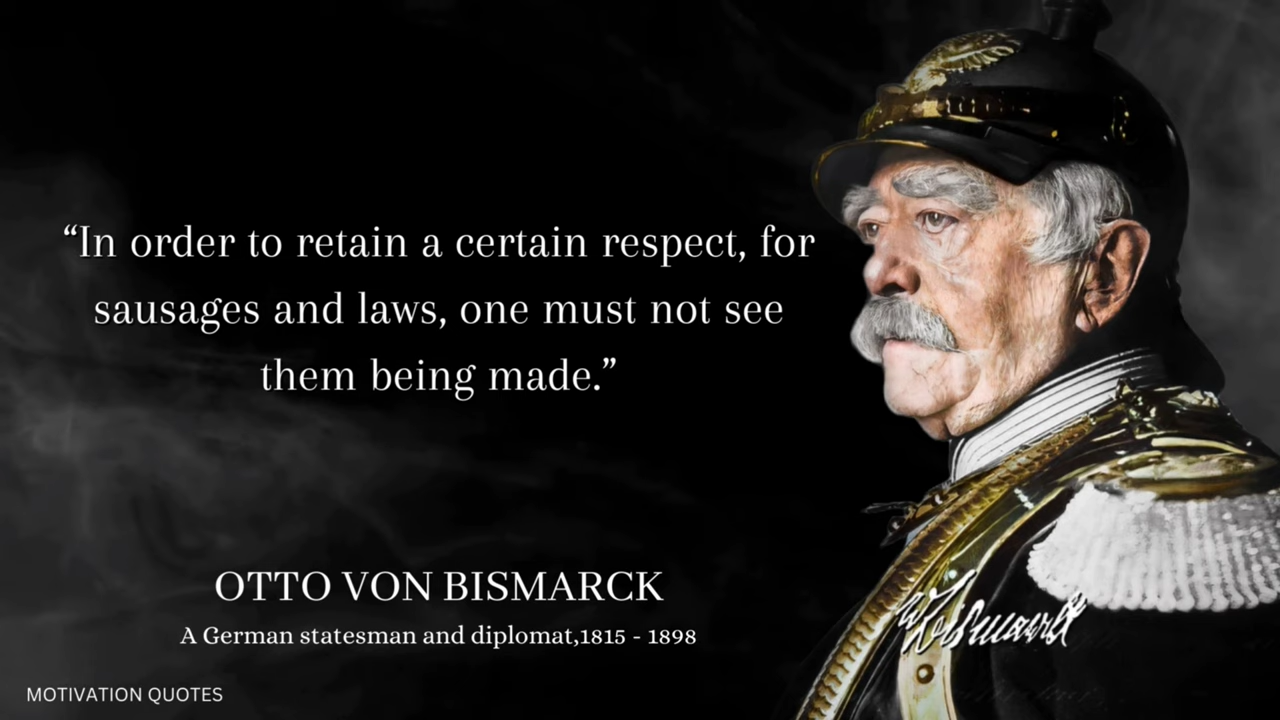 “In order to retain a certain respect, for
sausages and laws, one must not see
them being made.”
OTTO VON BISMARCK
A German statesman and diplomat,1815 - 1898
v.Bismarck
MOTIVATION QUOTES